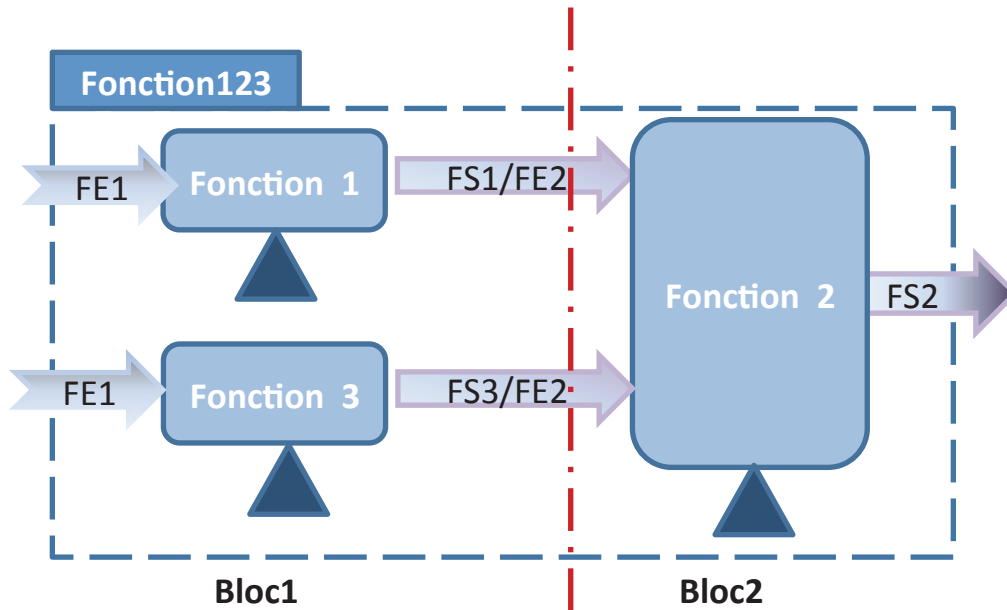 Fonction123
FE1
Fonction 1
FS1/FE2
Fonction 2
FS2
FE1
Fonction 3
FS3/FE2
Bloc1
Bloc2